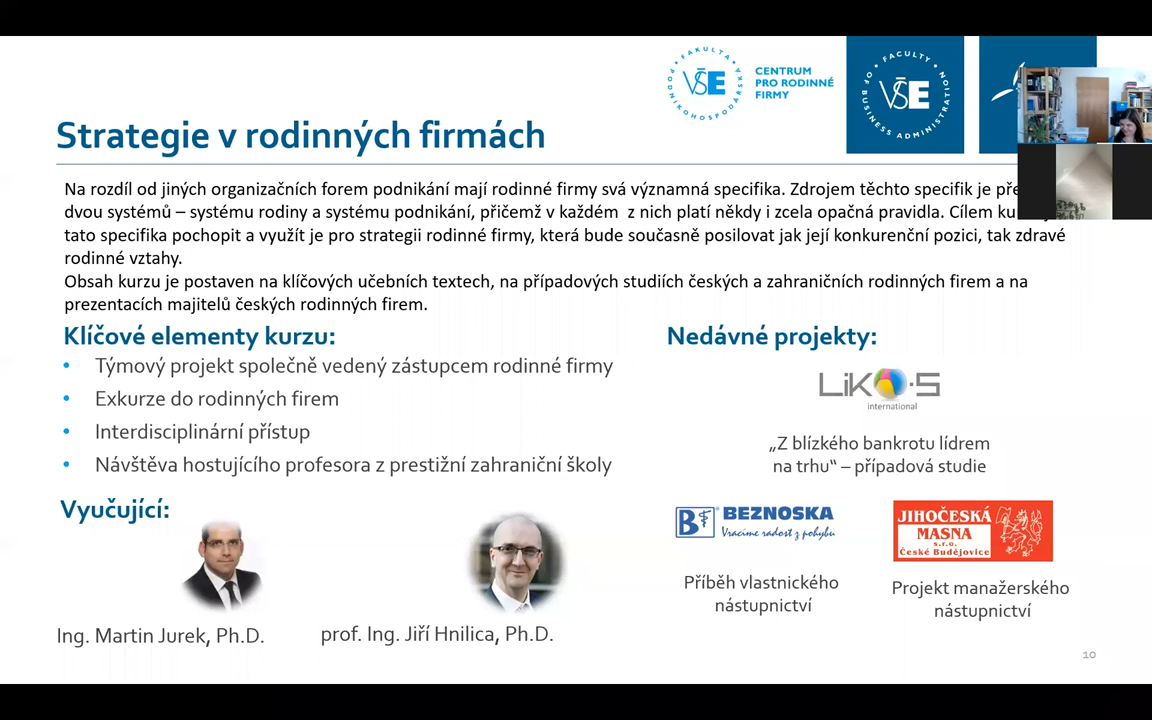 FAKULTA
PODNIKOHOSPODÁŘSKÁ
VŠE
CENTRUM
PRO RODINNÉ
FIRMY
FACULTY
OF BUSINESS ADMINISTRATION
VŠE
Strategie v rodinných firmách
Na rozdíl od jiných organizačních forem podnikání mají rodinné firmy svá významná specifika. Zdrojem těchto specifik je
dvou systémů – systému rodiny a systému podnikání, přičemž v každém z nich platí někdy i zcela opačná pravidla. Cílem
tato specifika pochopit a využít je pro strategii rodinné firmy, která bude současně posilovat jak její konkurenční pozici, tak zdravé
rodinné vztahy.
Obsah kurzu je postaven na klíčových učebních textech, na případových studiích českých a zahraničních rodinných firem a na
prezentacích majitelů českých rodinných firem.
Klíčové elementy kurzu:
• Týmový projekt společně vedený zástupcem rodinné firmy
• Exkurze do rodinných firem
• Interdisciplinární přístup
• Návštěva hostujícího profesora z prestižní zahraniční školy
Vyučující:
Ing. Martin Jurek, Ph.D.
prof. Ing. Jiří Hnilica, Ph.D.
Nedávné projekty:
LIKO-S
international
„Z blízkého bankrotu lídrem
na trhu“ – případová studie
B BEZNOSKA
Vracíme radost z pohybu
Příběh vlastnického
nástupnictví
JIHOČESKÁ
MASNA
s.r.o.
České Budějovice
Projekt manažerského
nástupnictví
10